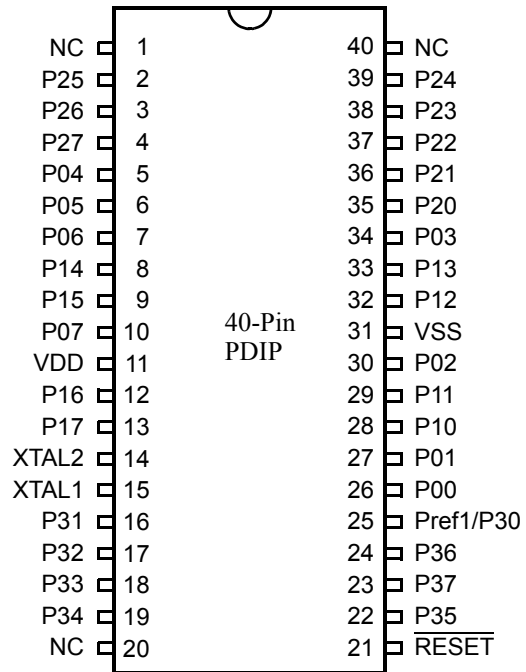 NC 1 40 NC
P25 2 39 P24
P26 3 38 P23
P27 4 37 P22
P04 5 36 P21
P05 6 35 P20
P06 7 34 P03
P14 8 33 P13
P15 9 32 P12
P07 10 40-Pin 31 VSS
VDD 11 PDIP 30 P02
P16 12 29 P11
P17 13 28 P10
XTAL2 14 27 P01
XTAL1 15 26 P00
P31 16 25 Pref1/P30
P32 17 24 P36
P33 18 23 P37
P34 19 22 P35
NC 20 21 RESET